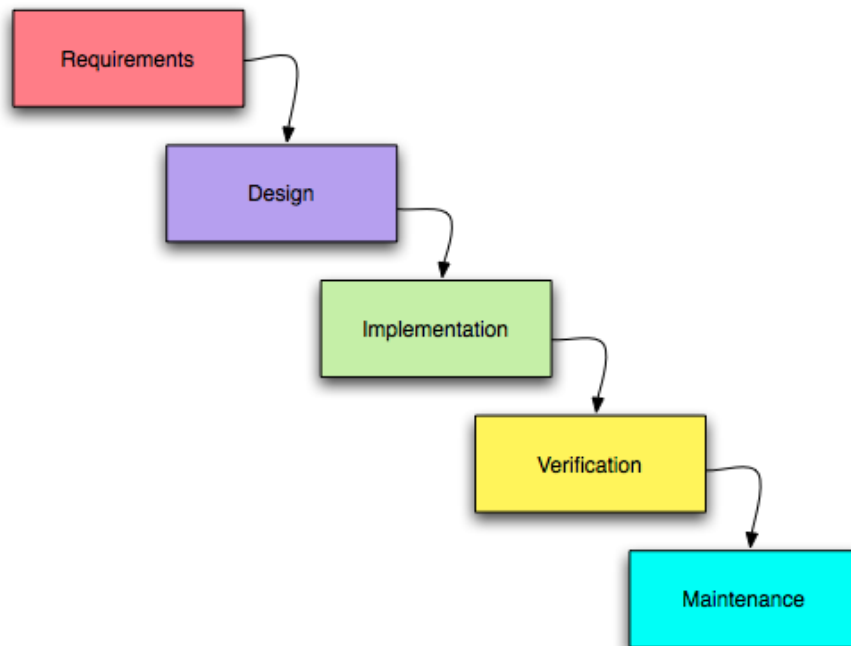 Requirements
Design
Implementation
Verification
Maintenance